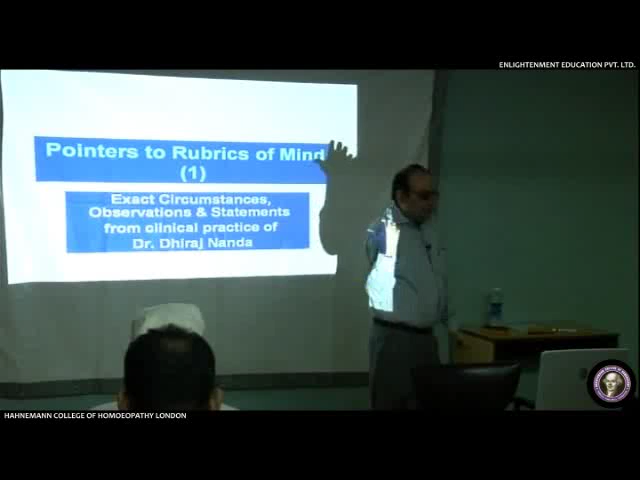 ENLIGHTENMENT EDUCATION PVT. LTD.
Pointers to Rubrics of Mind
(1)
Exact Circumstances,
Observations & Statements
from clinical practice of
Dr. Dhiraj Nanda
HAHNEMANN COLLEGE OF HOMOEOPATHY LONDON